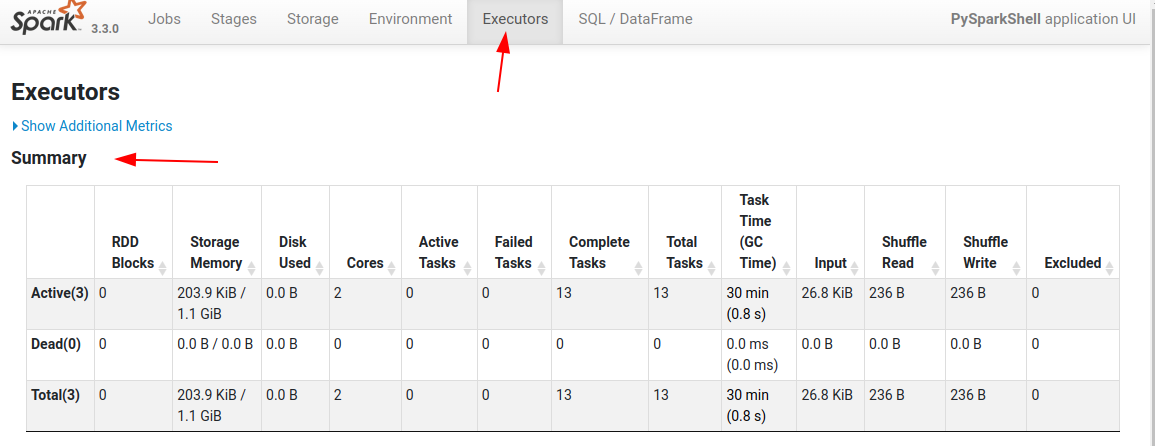 APACHE
Spark 3.3.0 Jobs Stages Storage Environment Executors SQL / DataFrame PySparkShell application UI
Executors
Show Additional Metrics
Summary
RDD Blocks Storage Memory Disk Used Cores Active Tasks Failed Tasks Complete Tasks Total Tasks Task Time (GC Time) Input Shuffle Read Shuffle Write Excluded
Active(3) 0 203.9 KiB / 1.1 GiB 0.0 B 2 0 0 13 13 30 min (0.8 s) 26.8 KiB 236 B 236 B 0
Dead(0) 0 0.0 B / 0.0 B 0.0 B 0 0 0 0 0 0.0 ms (0.0 ms) 0.0 B 0.0 B 0.0 B 0
Total(3) 0 203.9 KiB / 1.1 GiB 0.0 B 2 0 0 13 13 30 min (0.8 s) 26.8 KiB 236 B 236 B 0